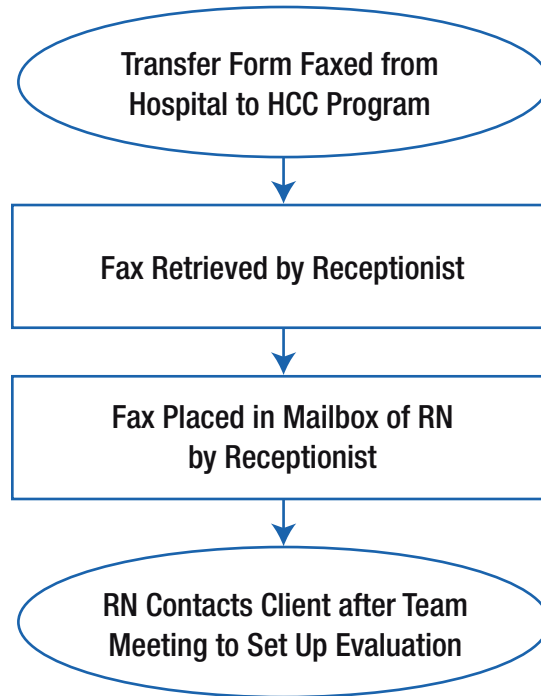 Transfer Form Faxed from
Hospital to HCC Program
Fax Retrieved by Receptionist
Fax Placed in Mailbox of RN
by Receptionist
RN Contacts Client after Team
Meeting to Set Up Evaluation